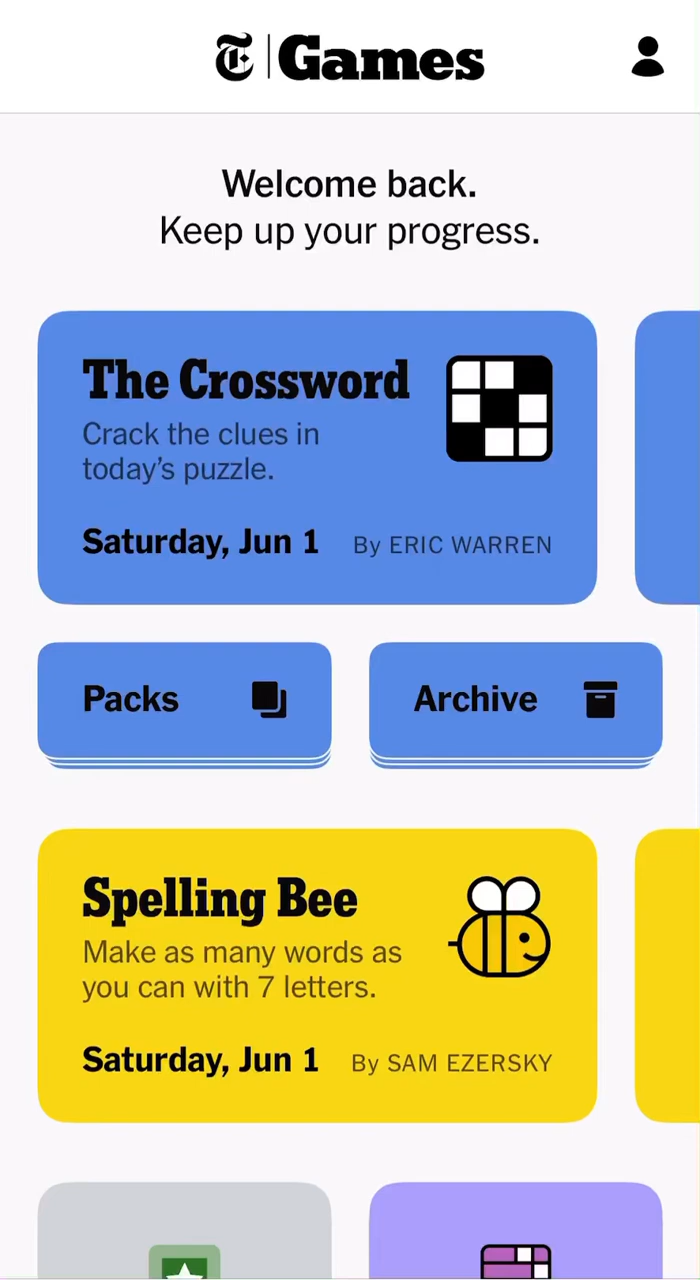 T | Games
Welcome back.
Keep up your progress.
The Crossword
Crack the clues in
today’s puzzle.
Saturday, Jun 1 By ERIC WARREN
Packs Archive
Spelling Bee
Make as many words as
you can with 7 letters.
Saturday, Jun 1 By SAM EZERSKY